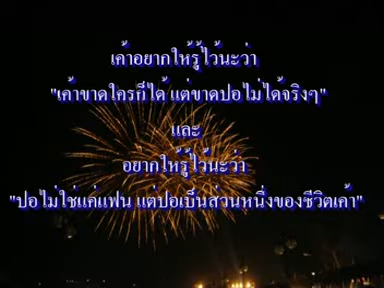 เค้าอยากให้รู้ไว้นะว่า
"เค้าขาดใครก็ได้ แต่ขาดปอไม่ได้จริงๆ"
และ
อยากให้รู้ไว้นะว่า
"ปอไม่ใช่แค่แฟน แต่ปอเป็นส่วนหนึ่งของชีวิตเค้า"